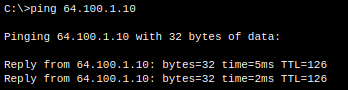 C:\>ping 64.100.1.10
Pinging 64.100.1.10 with 32 bytes of data:
Reply from 64.100.1.10: bytes=32 time=5ms TTL=126
Reply from 64.100.1.10: bytes=32 time=2ms TTL=126